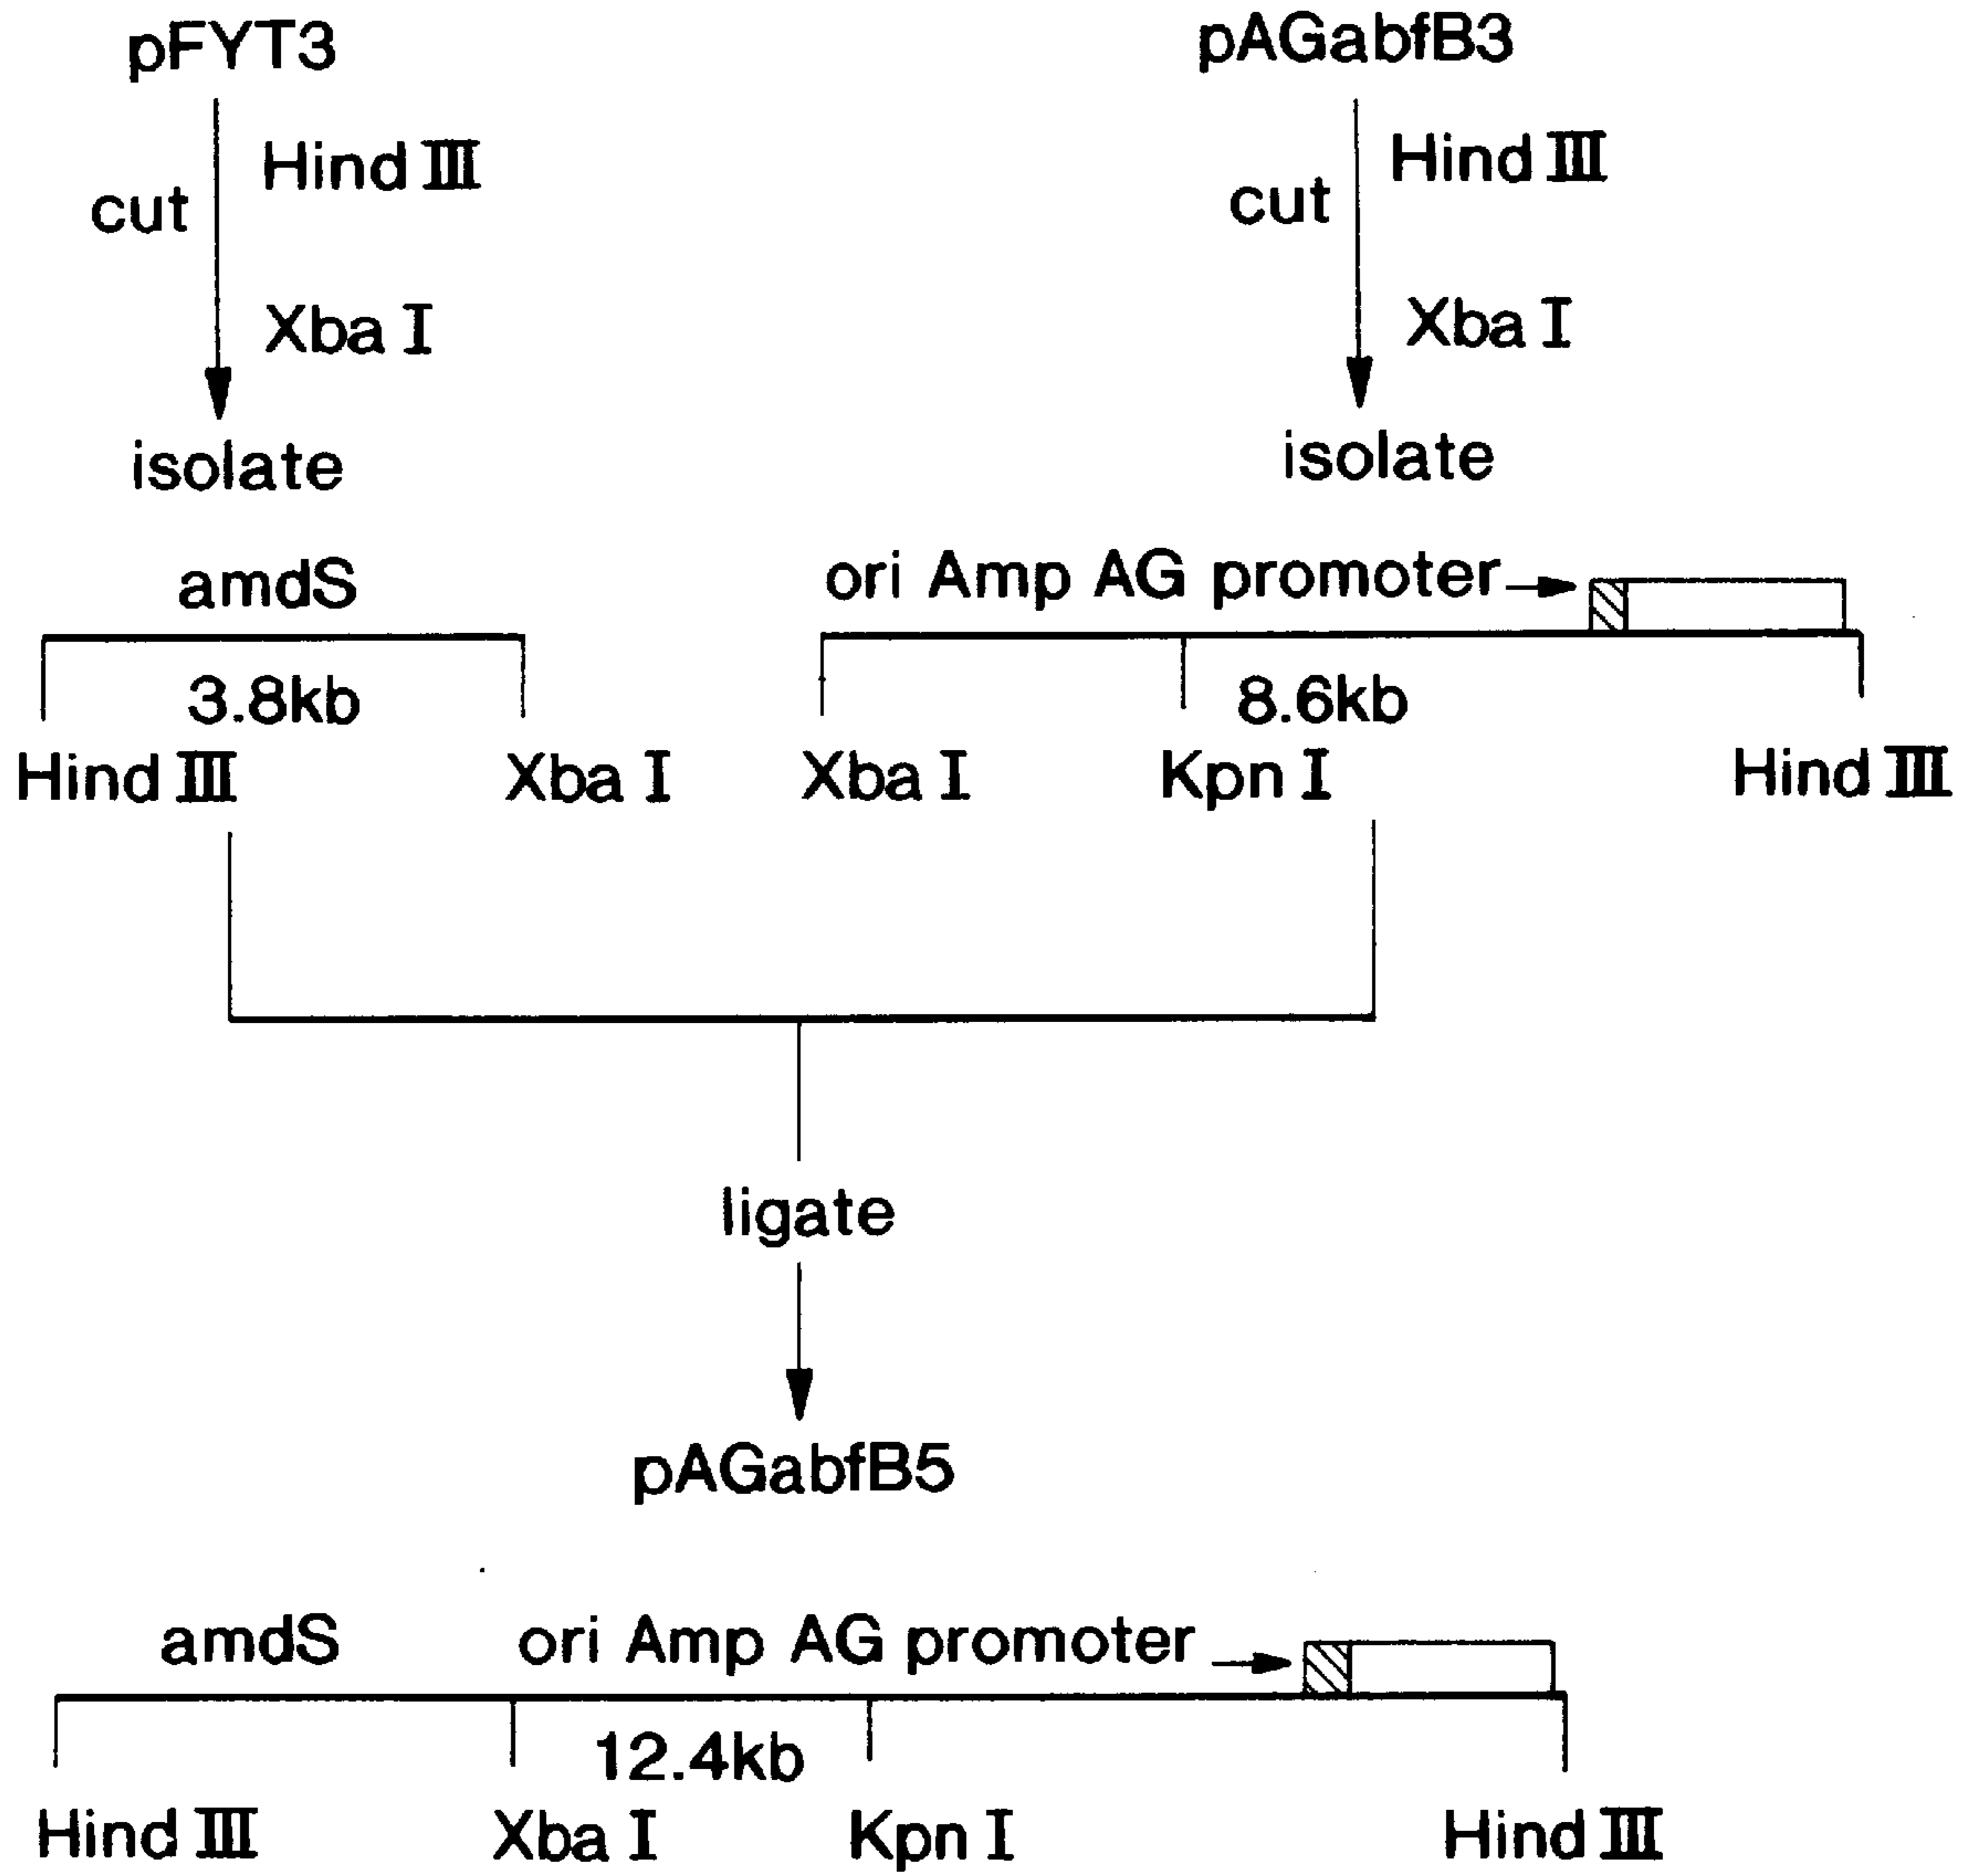 pFYT3
pAGabfB3
cut
Hind III
Xba I
cut
Hind III
Xba I
isolate
isolate
amdS
ori Amp AG promoter
3.8kb
8.6kb
Hind III
Xba I
Xba I
Kpn I
Hind III
ligate
pAGabfB5
amdS
ori Amp AG promoter
12.4kb
Hind III
Xba I
Kpn I
Hind III